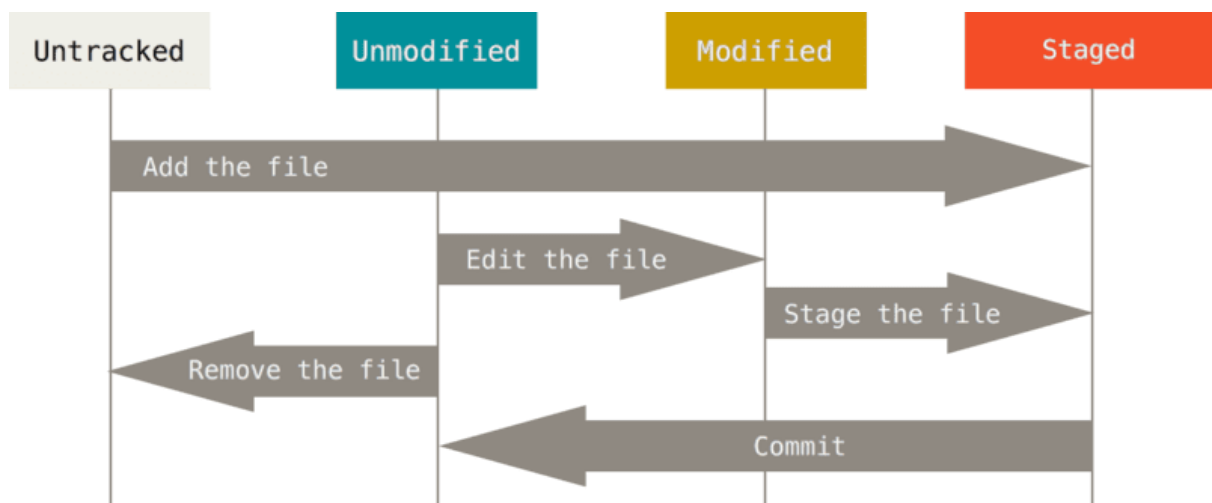 Untracked
Unmodified
Modified
Staged
Add the file
Edit the file
Stage the file
Remove the file
Commit